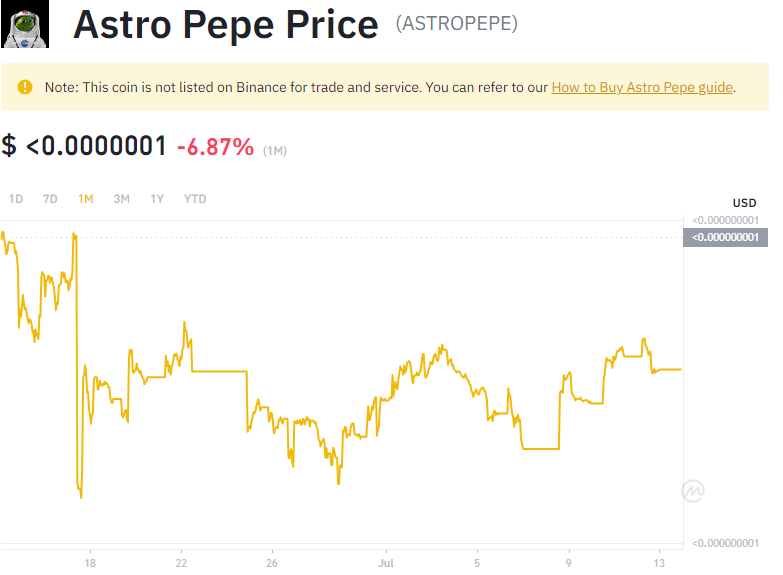 Astro Pepe Price (ASTROPEPE)
Note: This coin is not listed on Binance for trade and service. You can refer to our How to Buy Astro Pepe guide.
$ <0.0000001 -6.87% (1M)
1D 7D 1M 3M 1Y YTD
USD
<0.000000001
<0.000000001
<0.000000001
18 22 26 Jul 5 9 13